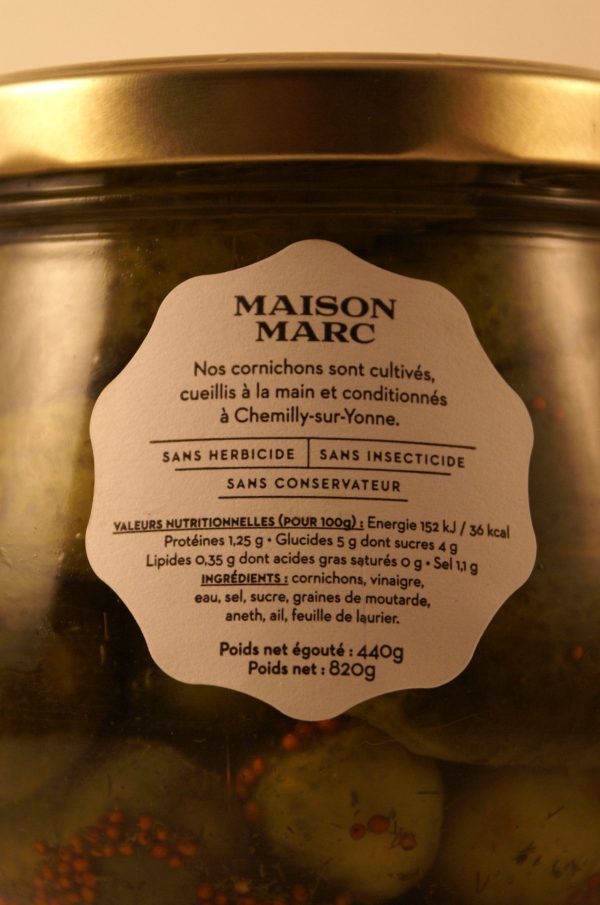 MAISON
MARC
Nos cornichons sont cultivés,
cueillis à la main et conditionnés
à Chemilly-sur-Yonne.
SANS HERBICIDE | SANS INSECTICIDE
SANS CONSERVATEUR
VALEURS NUTRITIONNELLES (POUR 100g) : Energie 152 kJ / 36 kcal
Protéines 1,25 g • Glucides 5 g dont sucres 4 g
Lipides 0,35 g dont acides gras saturés 0 g • Sel 1,1 g
INGRÉDIENTS : cornichons, vinaigre,
eau, sel, sucre, graines de moutarde,
aneth, ail, feuille de laurier.
Poids net égouté : 440g
Poids net : 820g